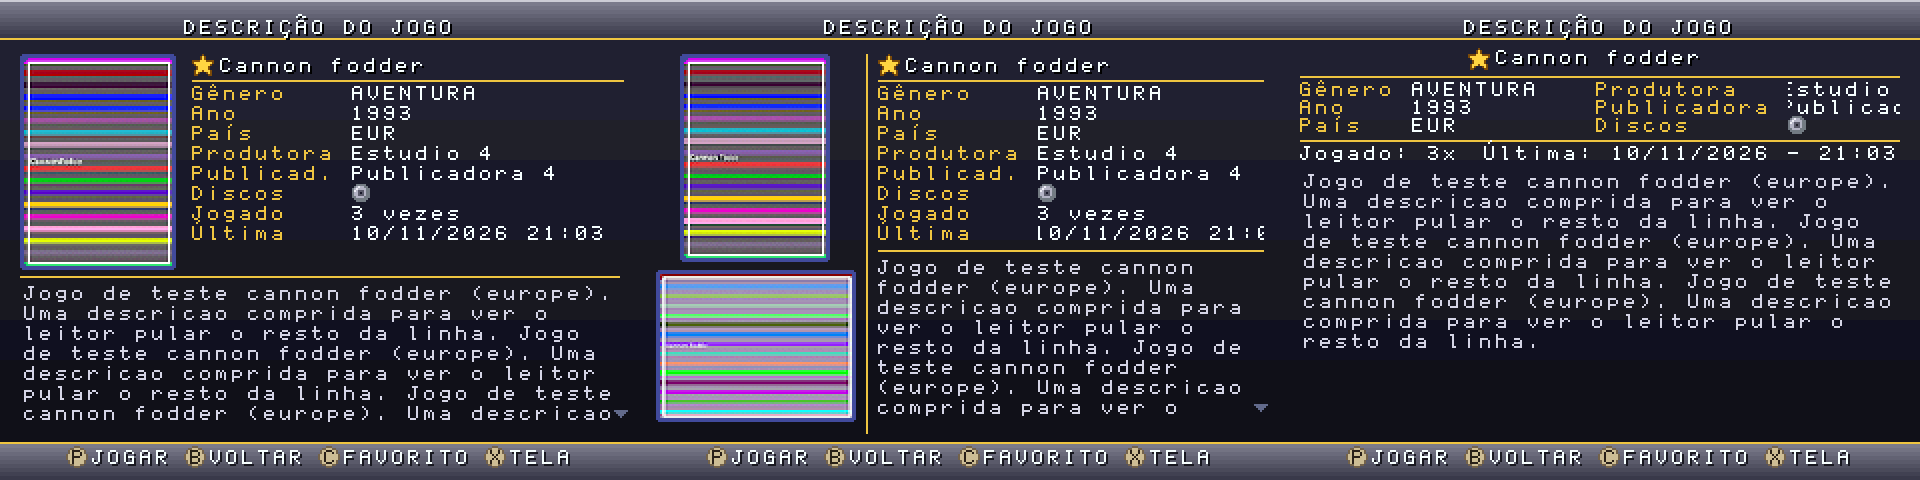 DESCRIÇÃO DO JOGO
Cannon fodder
Gênero AVENTURA
Ano 1993
País EUR
Produtora Estudio 4
Publicad. Publicadora 4
Discos
Jogado 3 vezes
Última 10/11/2026 21:03
Jogo de teste cannon fodder (europe).
Uma descricao comprida para ver o
leitor pular o resto da linha. Jogo
de teste cannon fodder (europe). Uma
descricao comprida para ver o leitor
pular o resto da linha. Jogo de teste
cannon fodder (europe). Uma descricao
P JOGAR B VOLTAR C FAVORITO X TELA
DESCRIÇÃO DO JOGO
Cannon fodder
Gênero AVENTURA
Ano 1993
País EUR
Produtora Estudio 4
Publicad. Publicadora 4
Discos
Jogado 3 vezes
Última 10/11/2026 21:0
Jogo de teste cannon
fodder (europe). Uma
descricao comprida para
ver o leitor pular o
resto da linha. Jogo de
teste cannon fodder
(europe). Uma descricao
comprida para ver o
P JOGAR B VOLTAR C FAVORITO X TELA
DESCRIÇÃO DO JOGO
Cannon fodder
Gênero AVENTURA Produtora Estudio
Ano 1993 Publicadora Publicac
País EUR Discos
Jogado: 3x Última: 10/11/2026 - 21:03
Jogo de teste cannon fodder (europe).
Uma descricao comprida para ver o
leitor pular o resto da linha. Jogo
de teste cannon fodder (europe). Uma
descricao comprida para ver o leitor
pular o resto da linha. Jogo de teste
cannon fodder (europe). Uma descricao
comprida para ver o leitor pular o
resto da linha.
P JOGAR B VOLTAR C FAVORITO X TELA